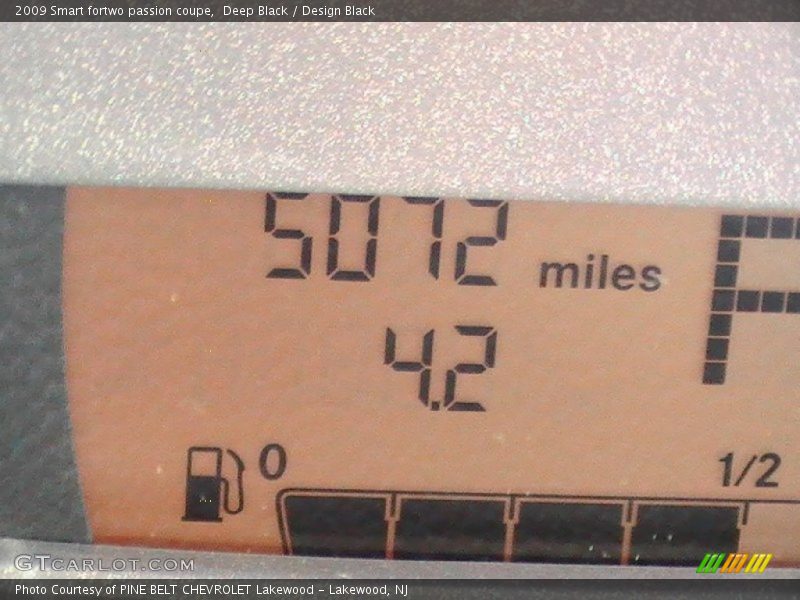 2009 Smart fortwo passion coupe,  Deep Black / Design Black
5072 miles
4.2
0
1/2
GTCarLot.com
Photo Courtesy of PINE BELT CHEVROLET Lakewood - Lakewood, NJ